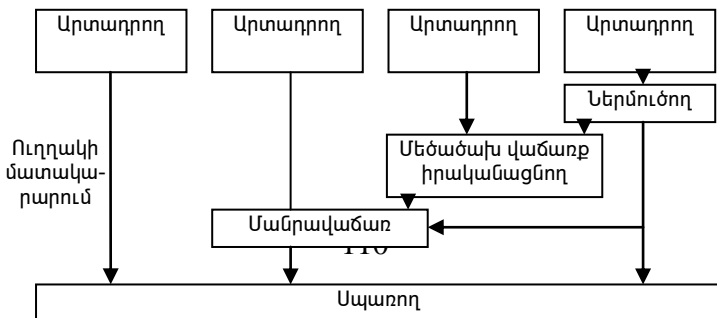 Արտադրող
Արտադրող
Արտադրող
Արտադրող
Ներմուծող
Ուղղակի
մատակա-
րարում
Մեծածախ վաճառք
իրականացնող
Մանրավաճառ
Սպառող